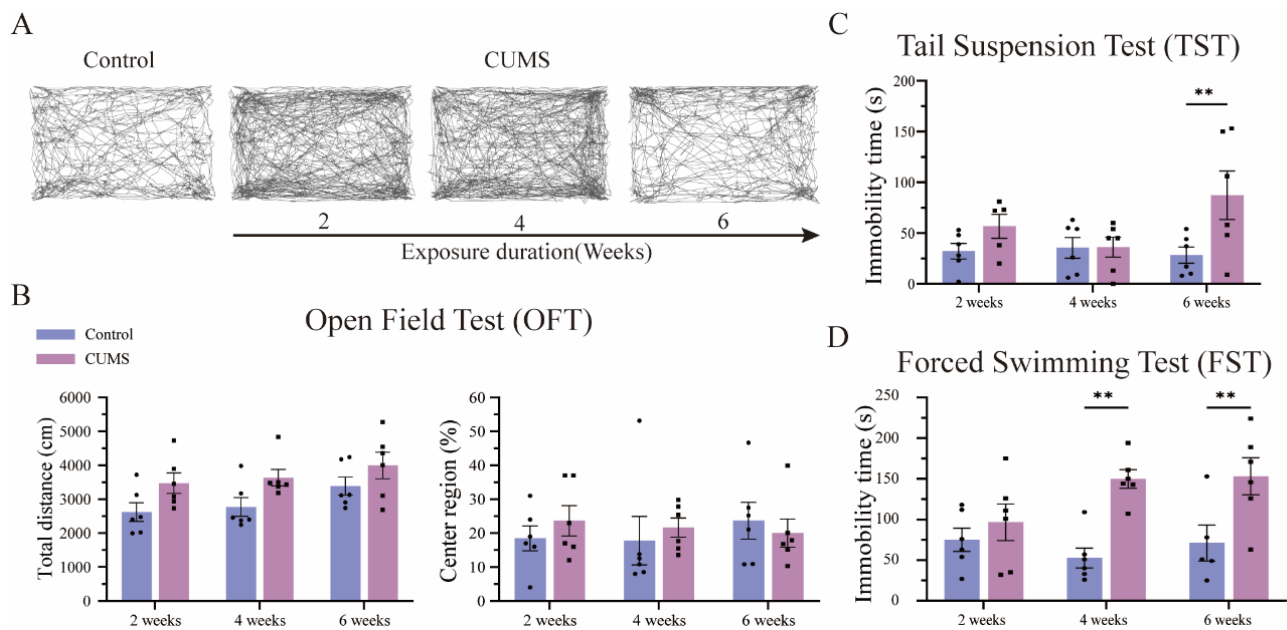 A
Control
CUMS
2
4
6
Exposure duration(Weeks)
B
Control
CUMS
Open Field Test (OFT)
Total distance (cm)
6000
5000
4000
3000
2000
1000
0
2 weeks
4 weeks
6 weeks
Center region (%)
60
50
40
30
20
10
0
2 weeks
4 weeks
6 weeks
C
Tail Suspension Test (TST)
Immobility time (s)
200
150
100
50
0
**
2 weeks
4 weeks
6 weeks
D
Forced Swimming Test (FST)
Immobility time (s)
250
200
150
100
50
0
**
**
2 weeks
4 weeks
6 weeks